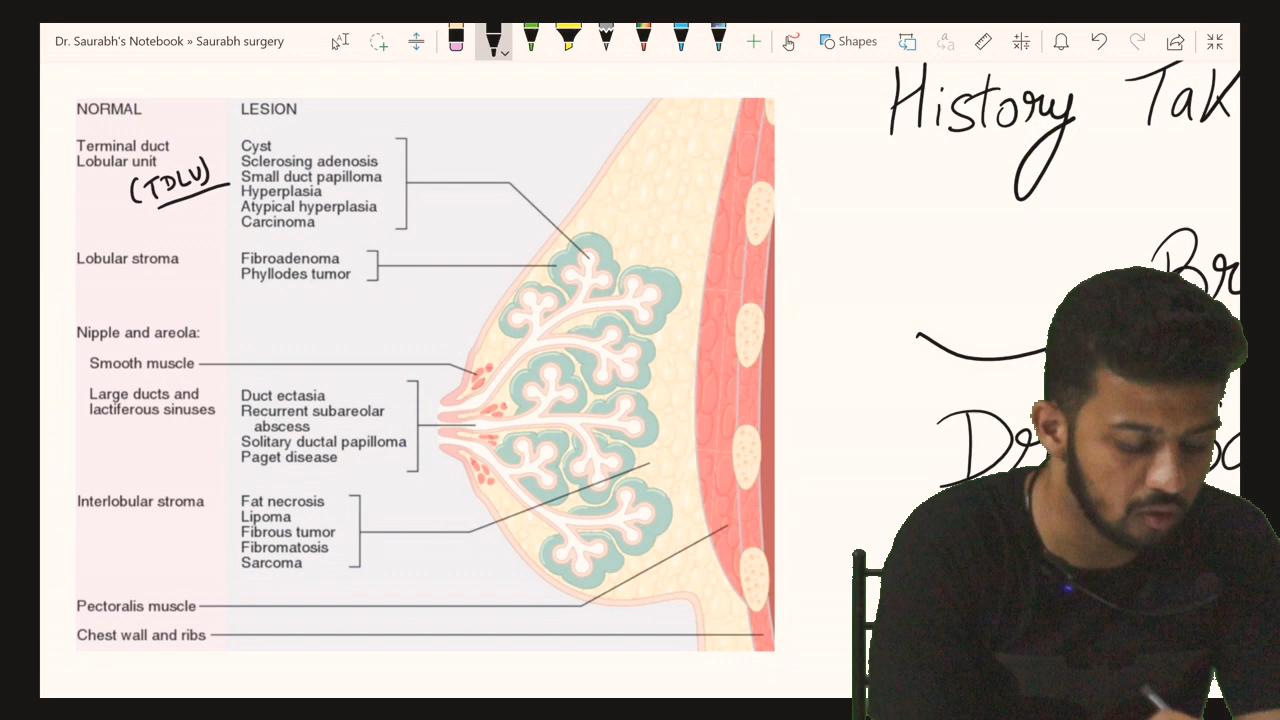 Dr. Saurabh's Notebook » Saurabh surgery
Shapes
NORMAL
LESION
Terminal duct
Lobular unit
(TDLU)
Cyst
Sclerosing adenosis
Small duct papilloma
Hyperplasia
Atypical hyperplasia
Carcinoma
Lobular stroma
Fibroadenoma
Phyllodes tumor
Nipple and areola:
Smooth muscle
Large ducts and
lactiferous sinuses
Duct ectasia
Recurrent subareolar
abscess
Solitary ductal papilloma
Paget disease
Interlobular stroma
Fat necrosis
Lipoma
Fibrous tumor
Fibromatosis
Sarcoma
Pectoralis muscle
Chest wall and ribs
History Tak
Br